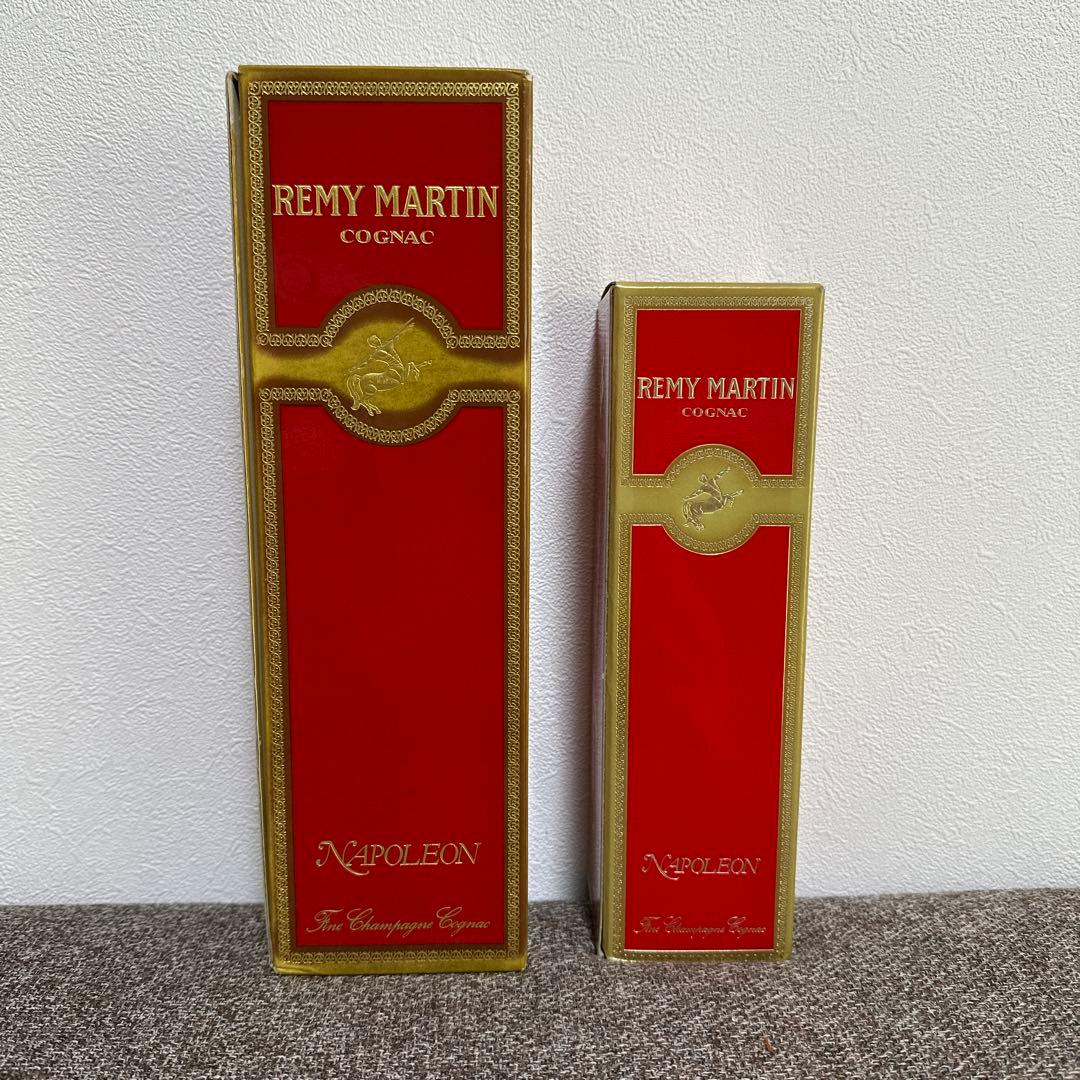 REMY MARTIN
COGNAC
NAPOLEON
Fine Champagne Cognac
REMY MARTIN
COGNAC
NAPOLEON
Fine Champagne Cognac